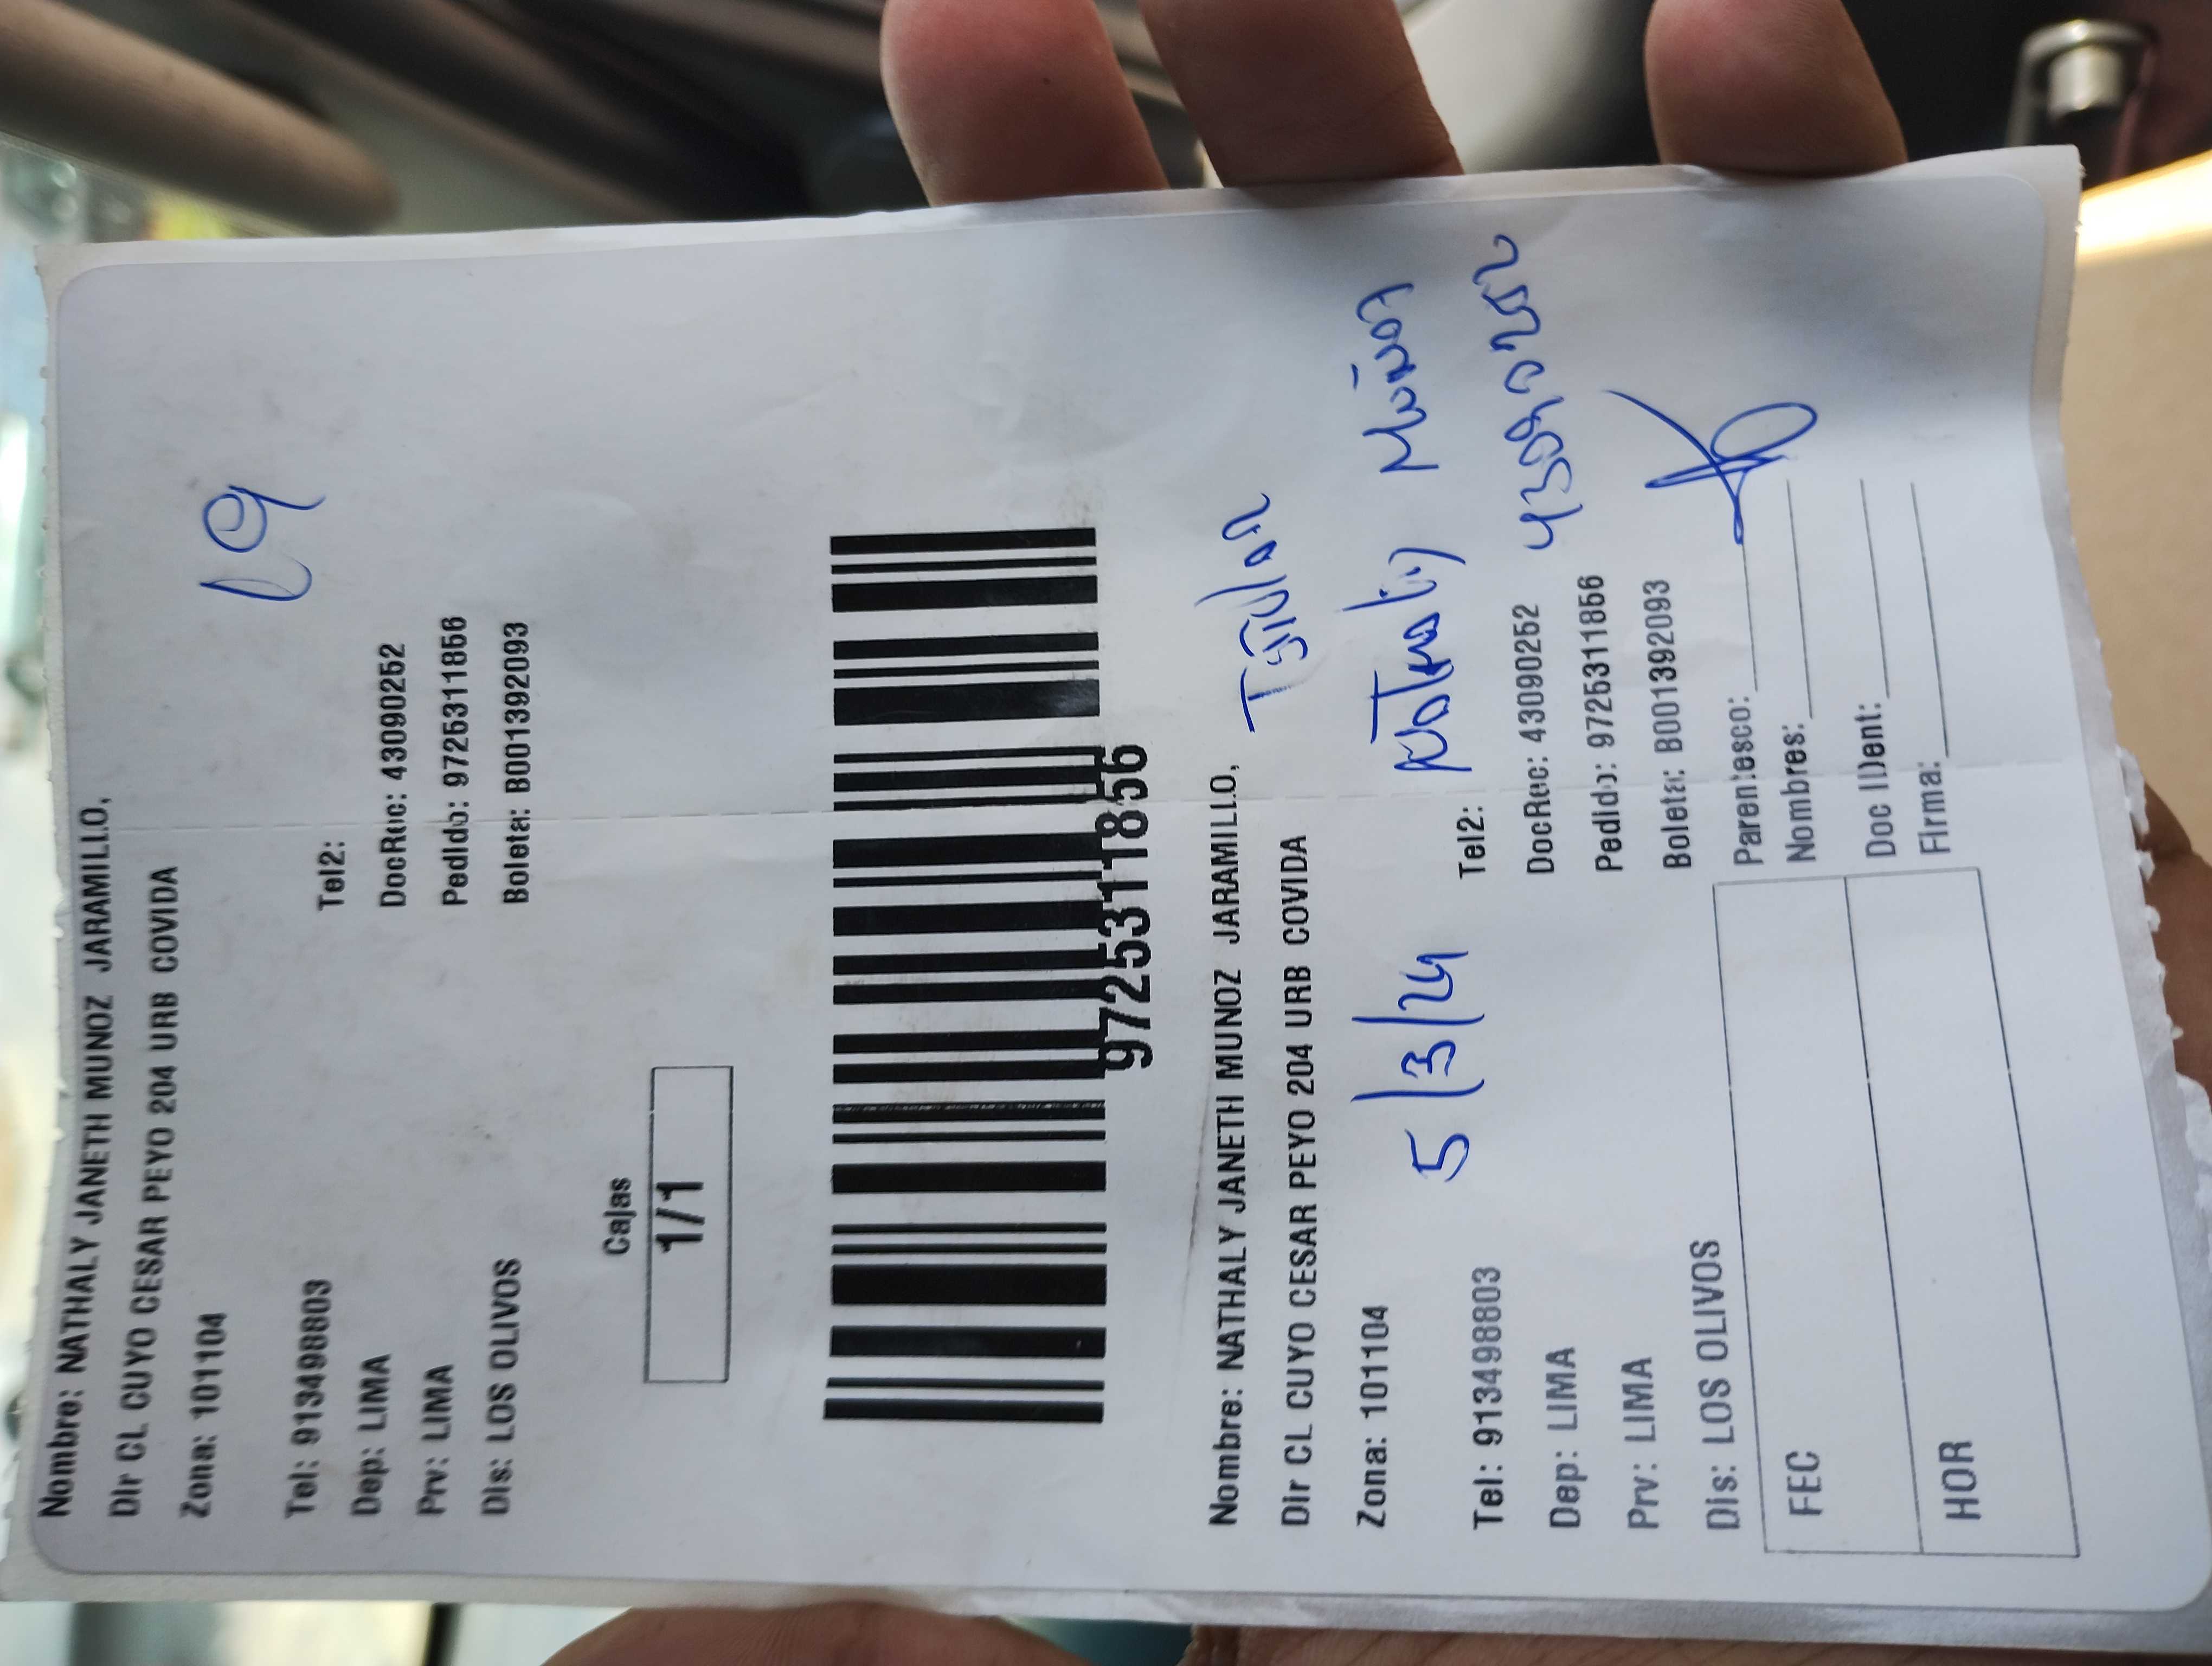 Nombre: NATHALY JANETH MUNOZ JARAMILLO,
Dir CL CUYO CESAR PEYO 204 URB COVIDA
Zona: 101104
Tel: 913498803
Tel2:
Dep: LIMA
DocRec: 43090252
Prv: LIMA
Pedido: 9725311856
Dis: LOS OLIVOS
Boleta: B001392093
Cajas
1/1
9725311856
Nombre: NATHALY JANETH MUNOZ JARAMILLO,
Titular
Dir CL CUYO CESAR PEYO 204 URB COVIDA
Zona: 101104
5/3/24
Nathaly Muñoz
Tel: 913498803
Tel2:
43090252
Dep: LIMA
DocRec: 43090252
Prv: LIMA
Pedido: 9725311856
Dis: LOS OLIVOS
Boleta: B001392093
FEC
Parentesco:
Nombres:
HOR
Doc IDent:
Firma: